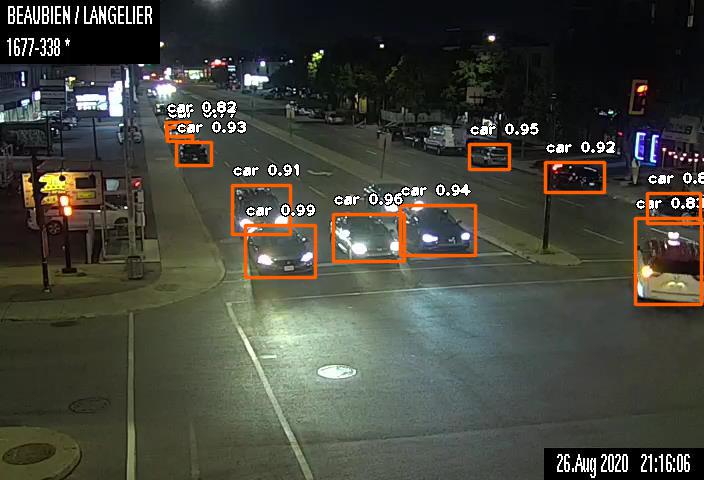 BEAUBIEN / LANGELIER
1677-338 *
car 0.82
car 0.93
car 0.95
car 0.92
car 0.91
car 0.96
car 0.94
car 0.99
26.Aug 2020 21:16:06